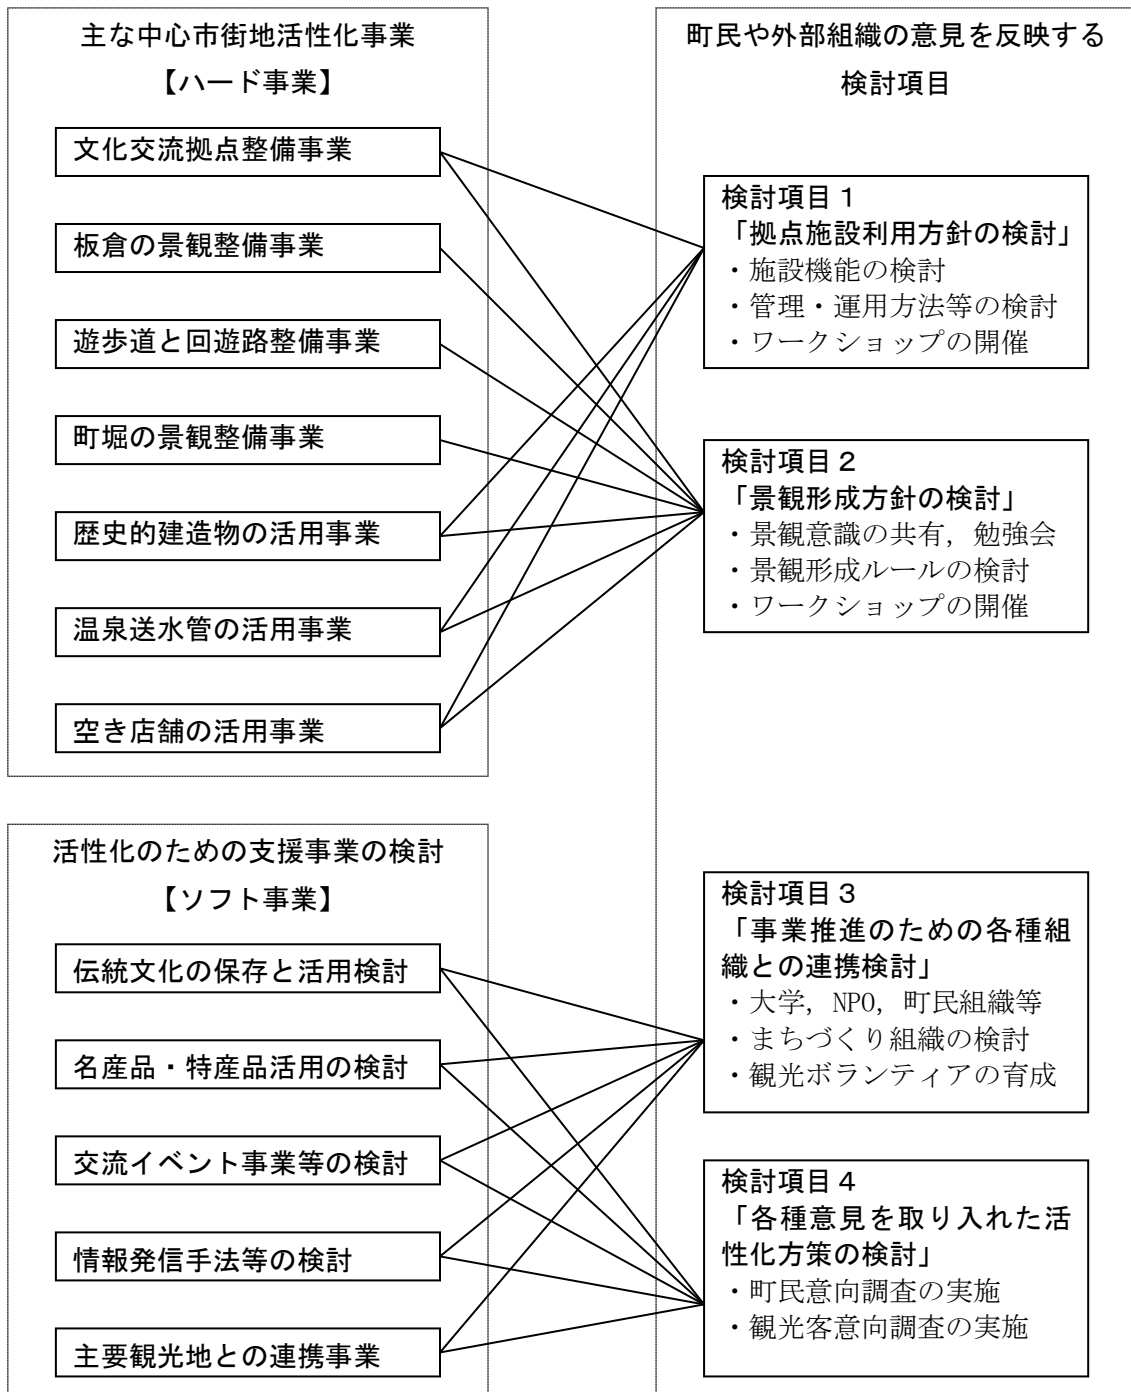 主な中心市街地活性化事業
【ハード事業】
文化交流拠点整備事業
板倉の景観整備事業
遊歩道と回遊路整備事業
町堀の景観整備事業
歴史的建造物の活用事業
温泉送水管の活用事業
空き店舗の活用事業
活性化のための支援事業の検討
【ソフト事業】
伝統文化の保存と活用検討
名産品・特産品活用の検討
交流イベント事業等の検討
情報発信手法等の検討
主要観光地との連携事業
町民や外部組織の意見を反映する
検討項目
検討項目1
「拠点施設利用方針の検討」
・施設機能の検討
・管理・運用方法等の検討
・ワークショップの開催
検討項目2
「景観形成方針の検討」
・景観意識の共有，勉強会
・景観形成ルールの検討
・ワークショップの開催
検討項目3
「事業推進のための各種組
織との連携検討」
・大学，NPO，町民組織等
・まちづくり組織の検討
・観光ボランティアの育成
検討項目4
「各種意見を取り入れた活
性化方策の検討」
・町民意向調査の実施
・観光客意向調査の実施